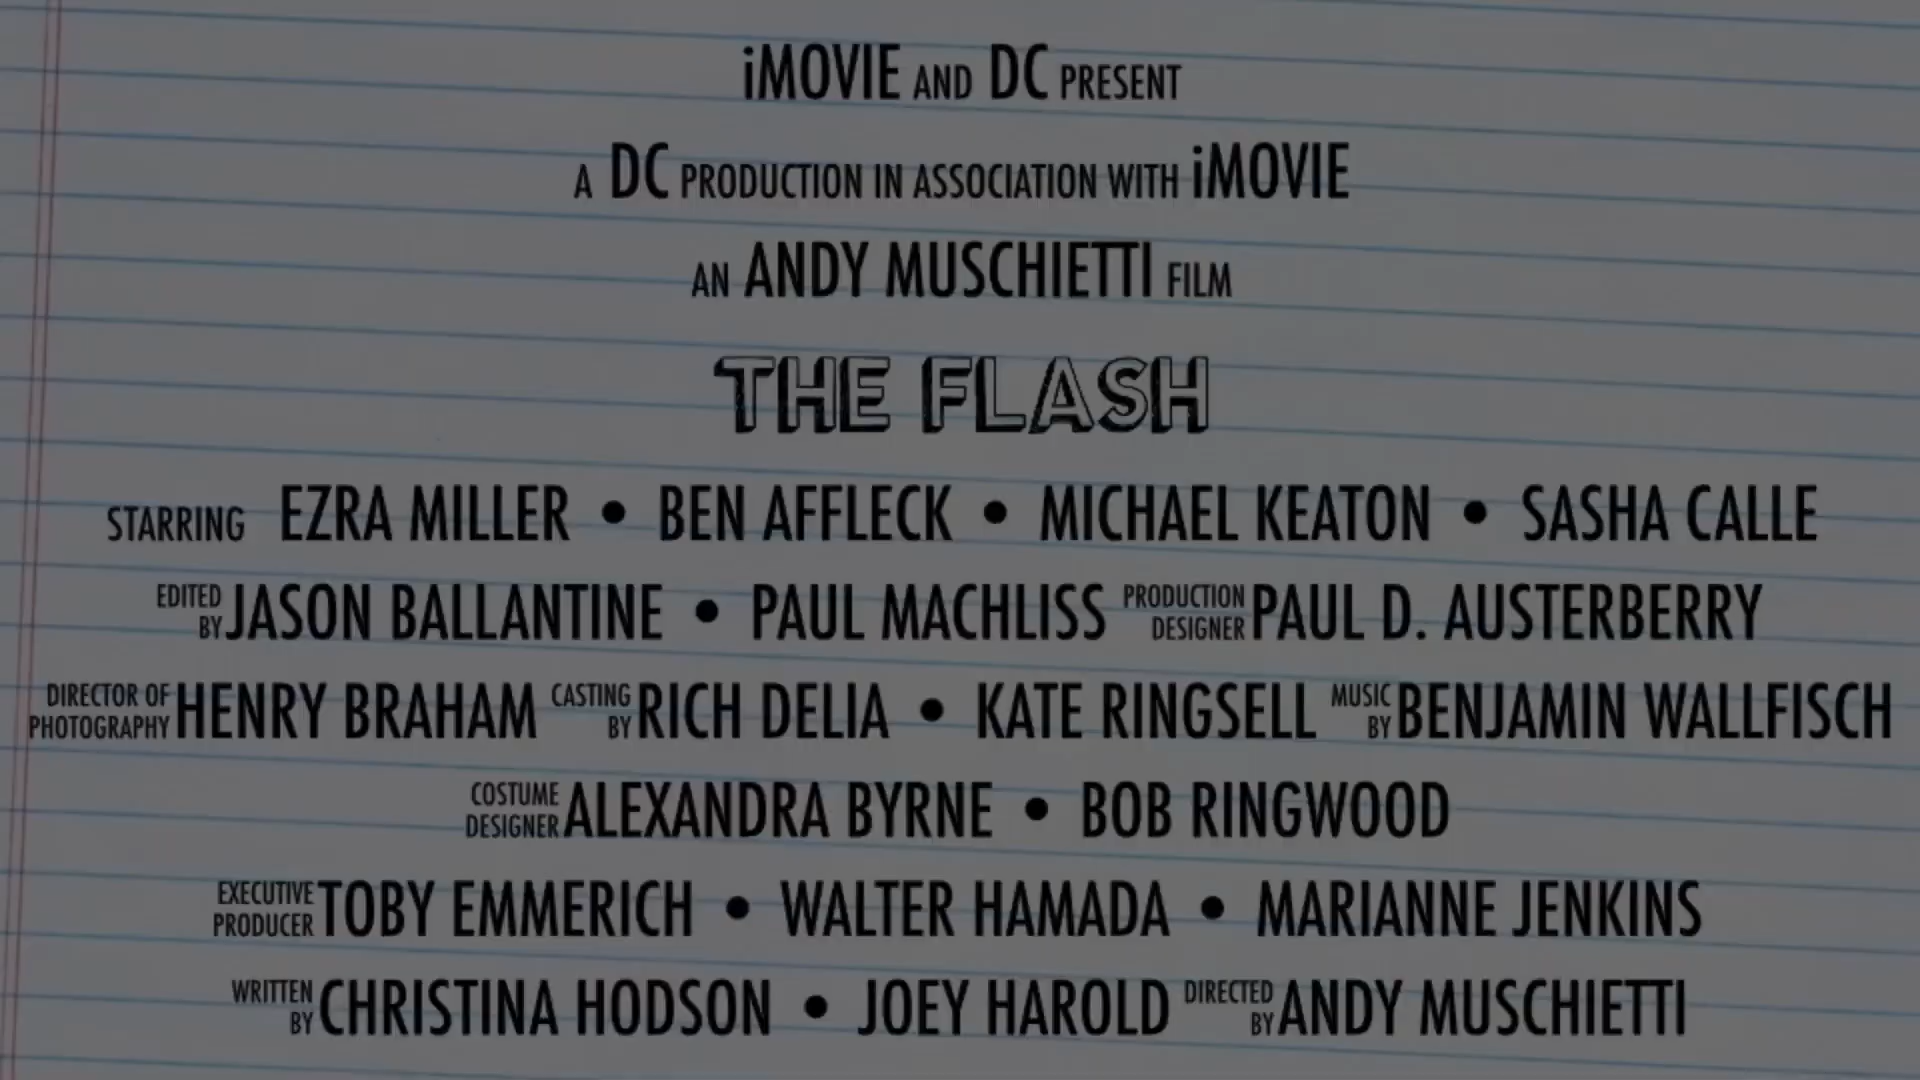 iMOVIE AND DC PRESENT
A DC PRODUCTION IN ASSOCIATION WITH iMOVIE
AN ANDY MUSCHIETTI FILM
THE FLASH
STARRING EZRA MILLER • BEN AFFLECK • MICHAEL KEATON • SASHA CALLE
EDITED BY JASON BALLANTINE • PAUL MACHLISS PRODUCTION DESIGNER PAUL D. AUSTERBERRY
DIRECTOR OF PHOTOGRAPHY HENRY BRAHAM CASTING BY RICH DELIA • KATE RINGSELL MUSIC BY BENJAMIN WALLFISCH
COSTUME DESIGNER ALEXANDRA BYRNE • BOB RINGWOOD
EXECUTIVE PRODUCER TOBY EMMERICH • WALTER HAMADA • MARIANNE JENKINS
WRITTEN BY CHRISTINA HODSON • JOEY HAROLD DIRECTED BY ANDY MUSCHIETTI